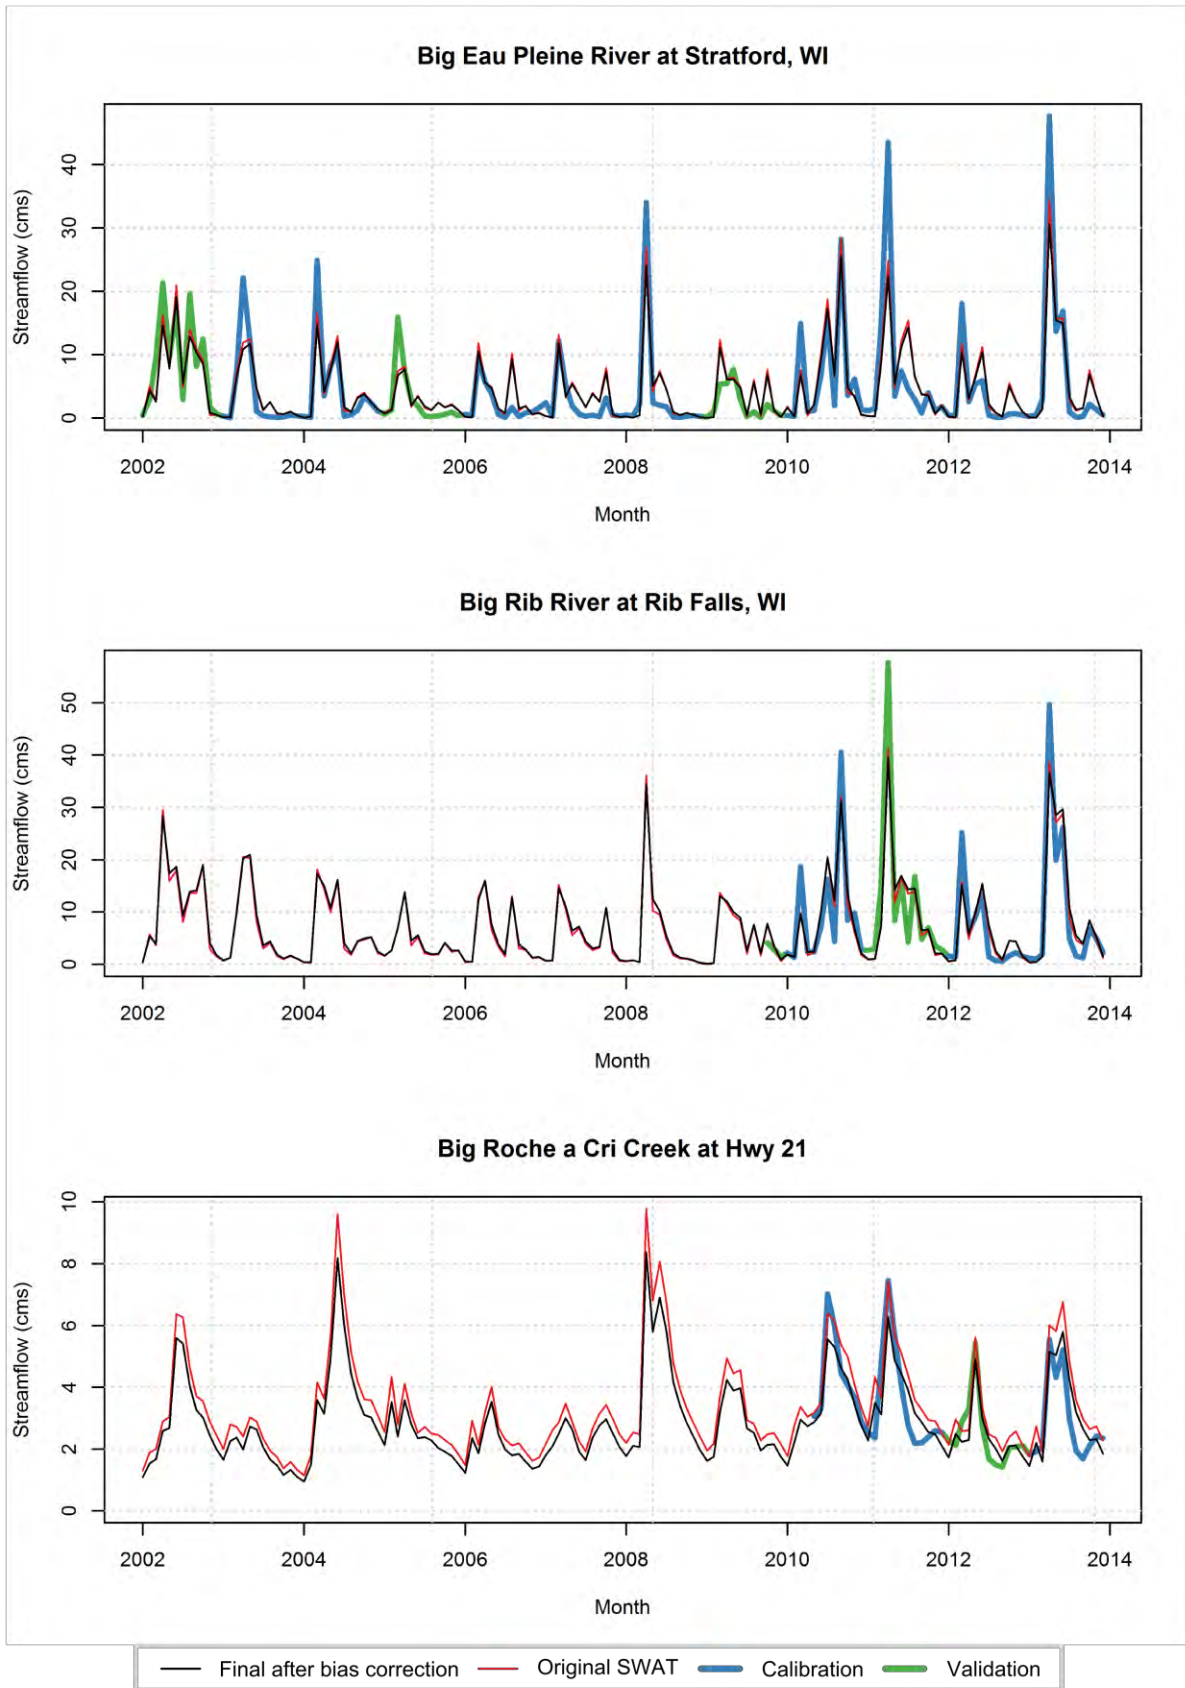 Big Eau Pleine River at Stratford, WI
Streamflow (cms)
40
30
20
10
0
2002 2004 2006 2008 2010 2012 2014
Month
Big Rib River at Rib Falls, WI
Streamflow (cms)
50
40
30
20
10
0
2002 2004 2006 2008 2010 2012 2014
Month
Big Roche a Cri Creek at Hwy 21
Streamflow (cms)
10
8
6
4
2
0
2002 2004 2006 2008 2010 2012 2014
Month
Final after bias correction Original SWAT Calibration Validation